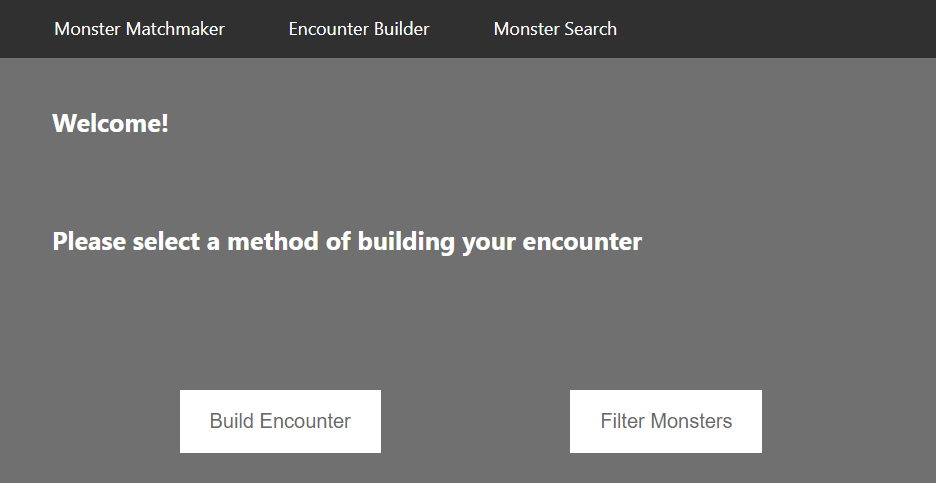 Monster Matchmaker Encounter Builder Monster Search
Welcome!
Please select a method of building your encounter
Build Encounter Filter Monsters